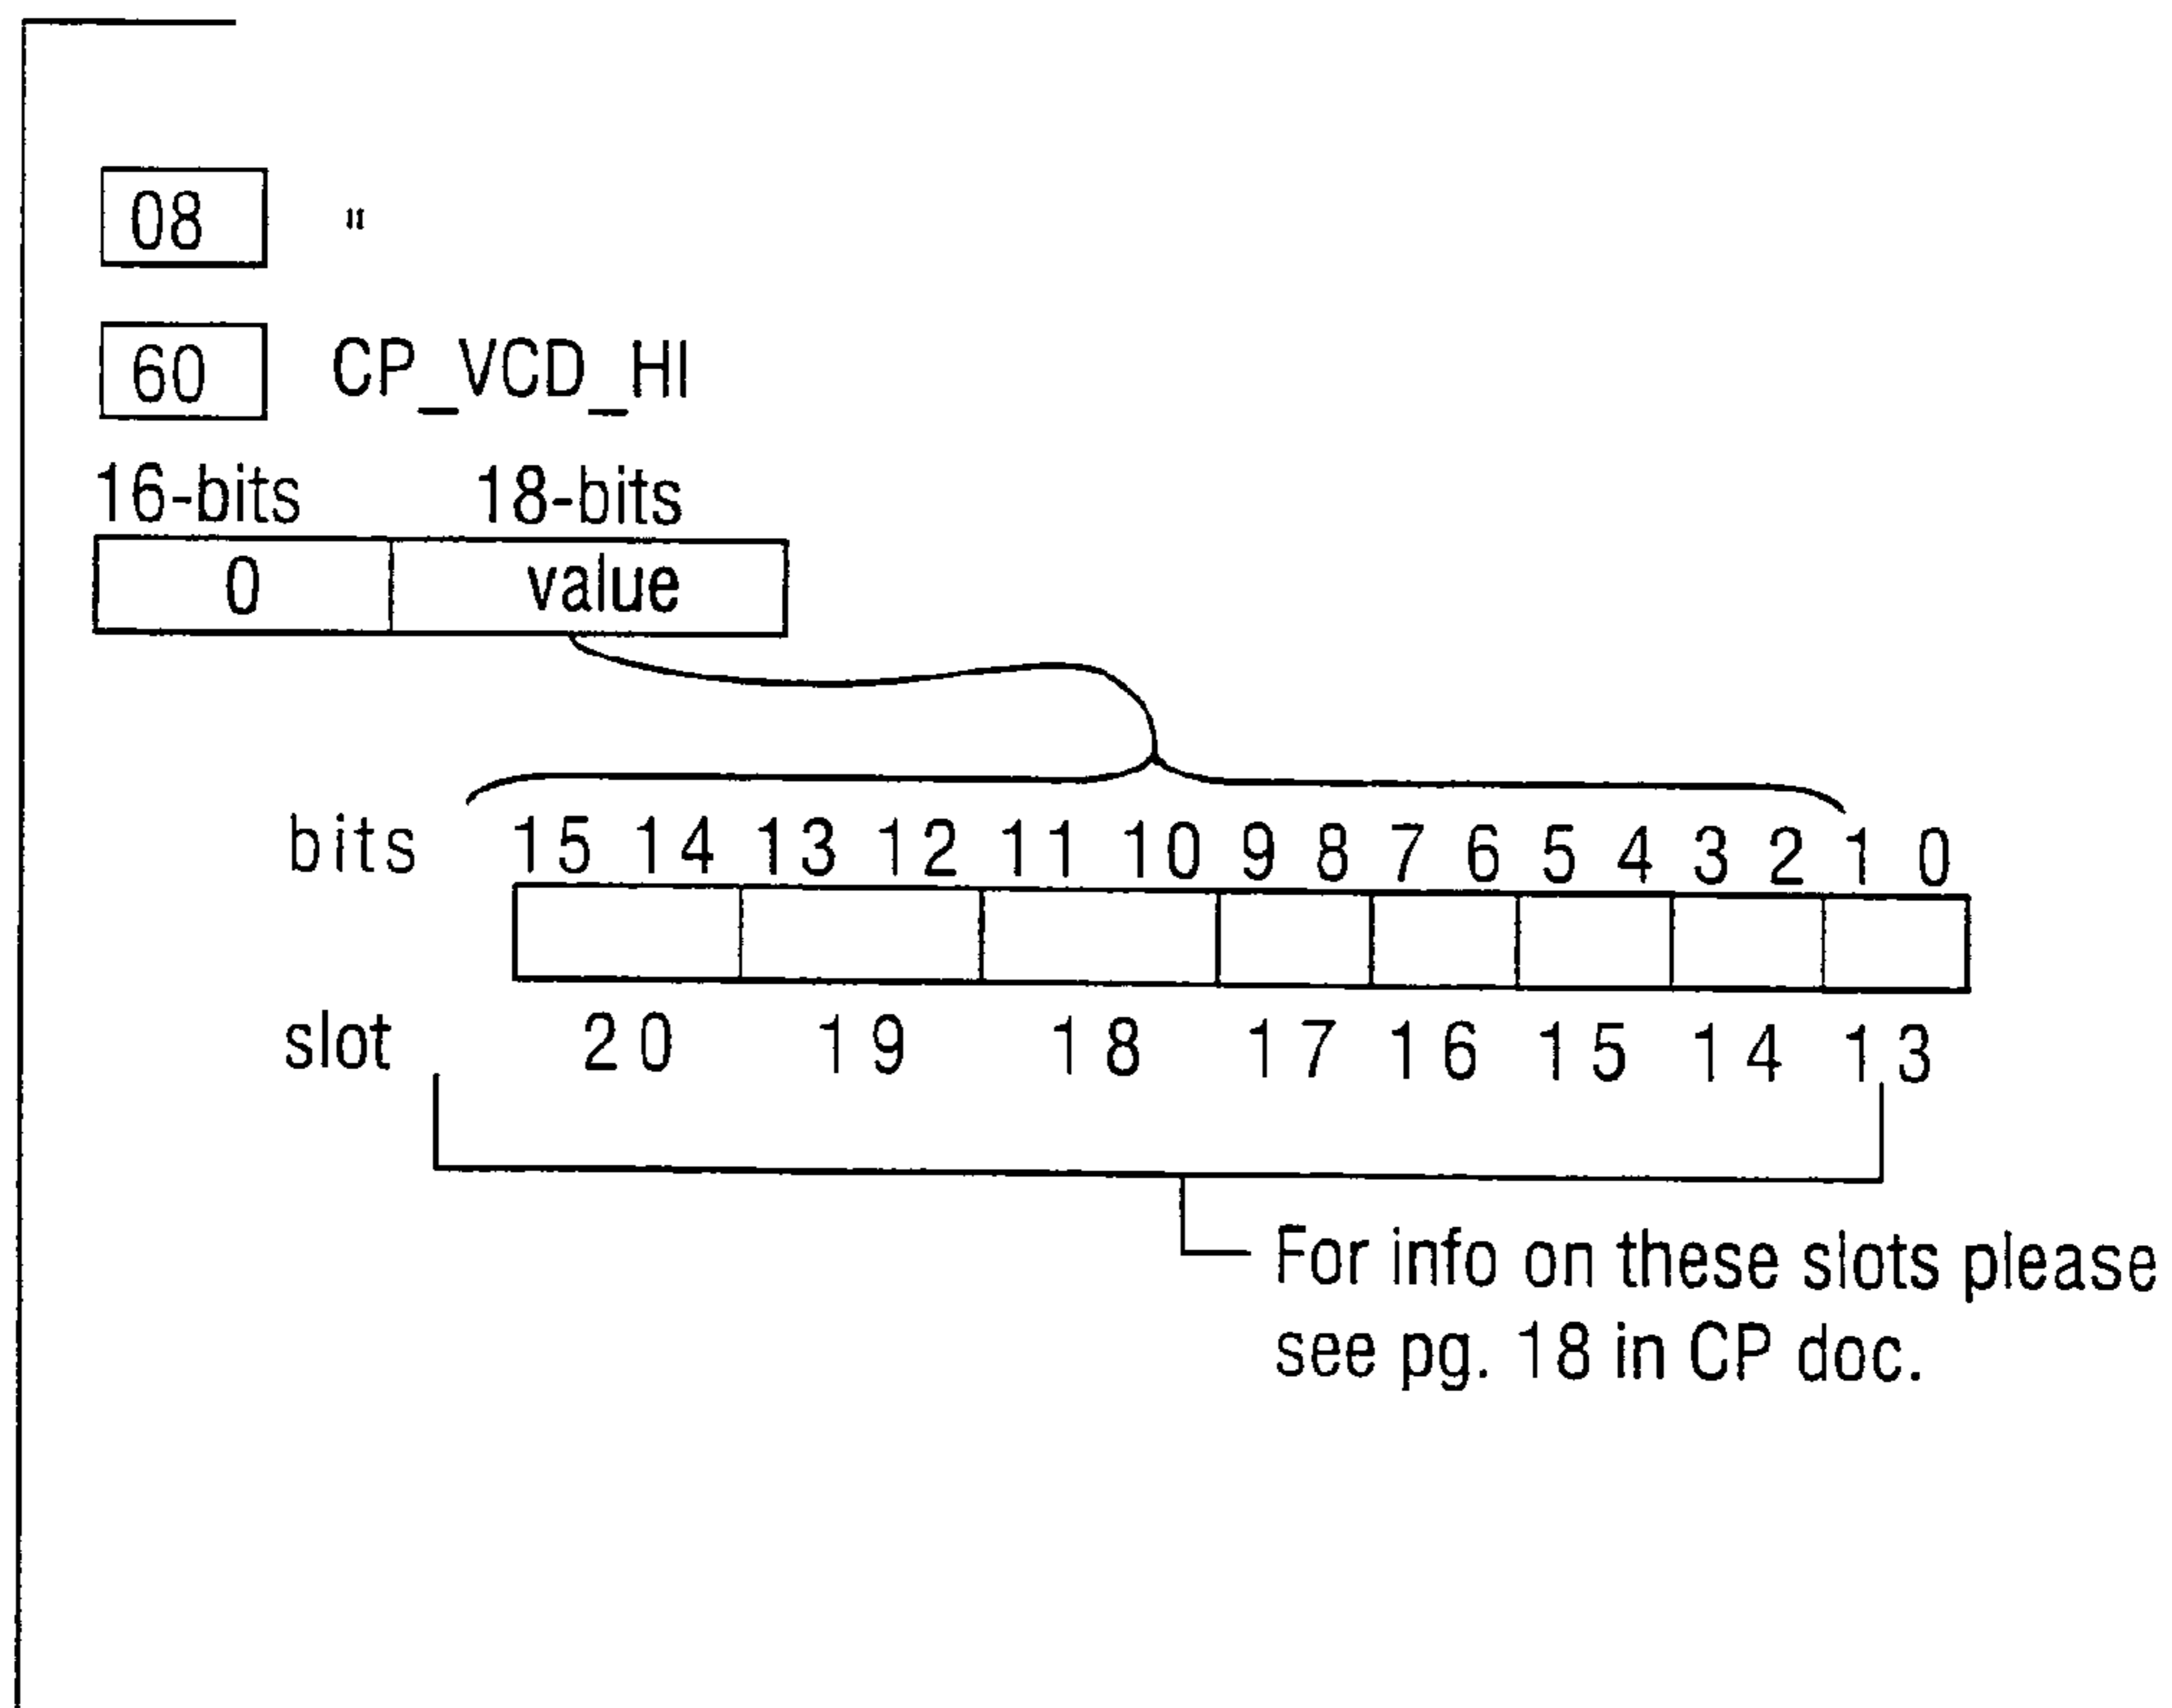 08 "
60 CP_VCD_HI
16-bits 18-bits
0 value
bits 15 14 13 12 11 10 9 8 7 6 5 4 3 2 1 0
slot 20 19 18 17 16 15 14 13
For info on these slots please
see pg. 18 in CP doc.